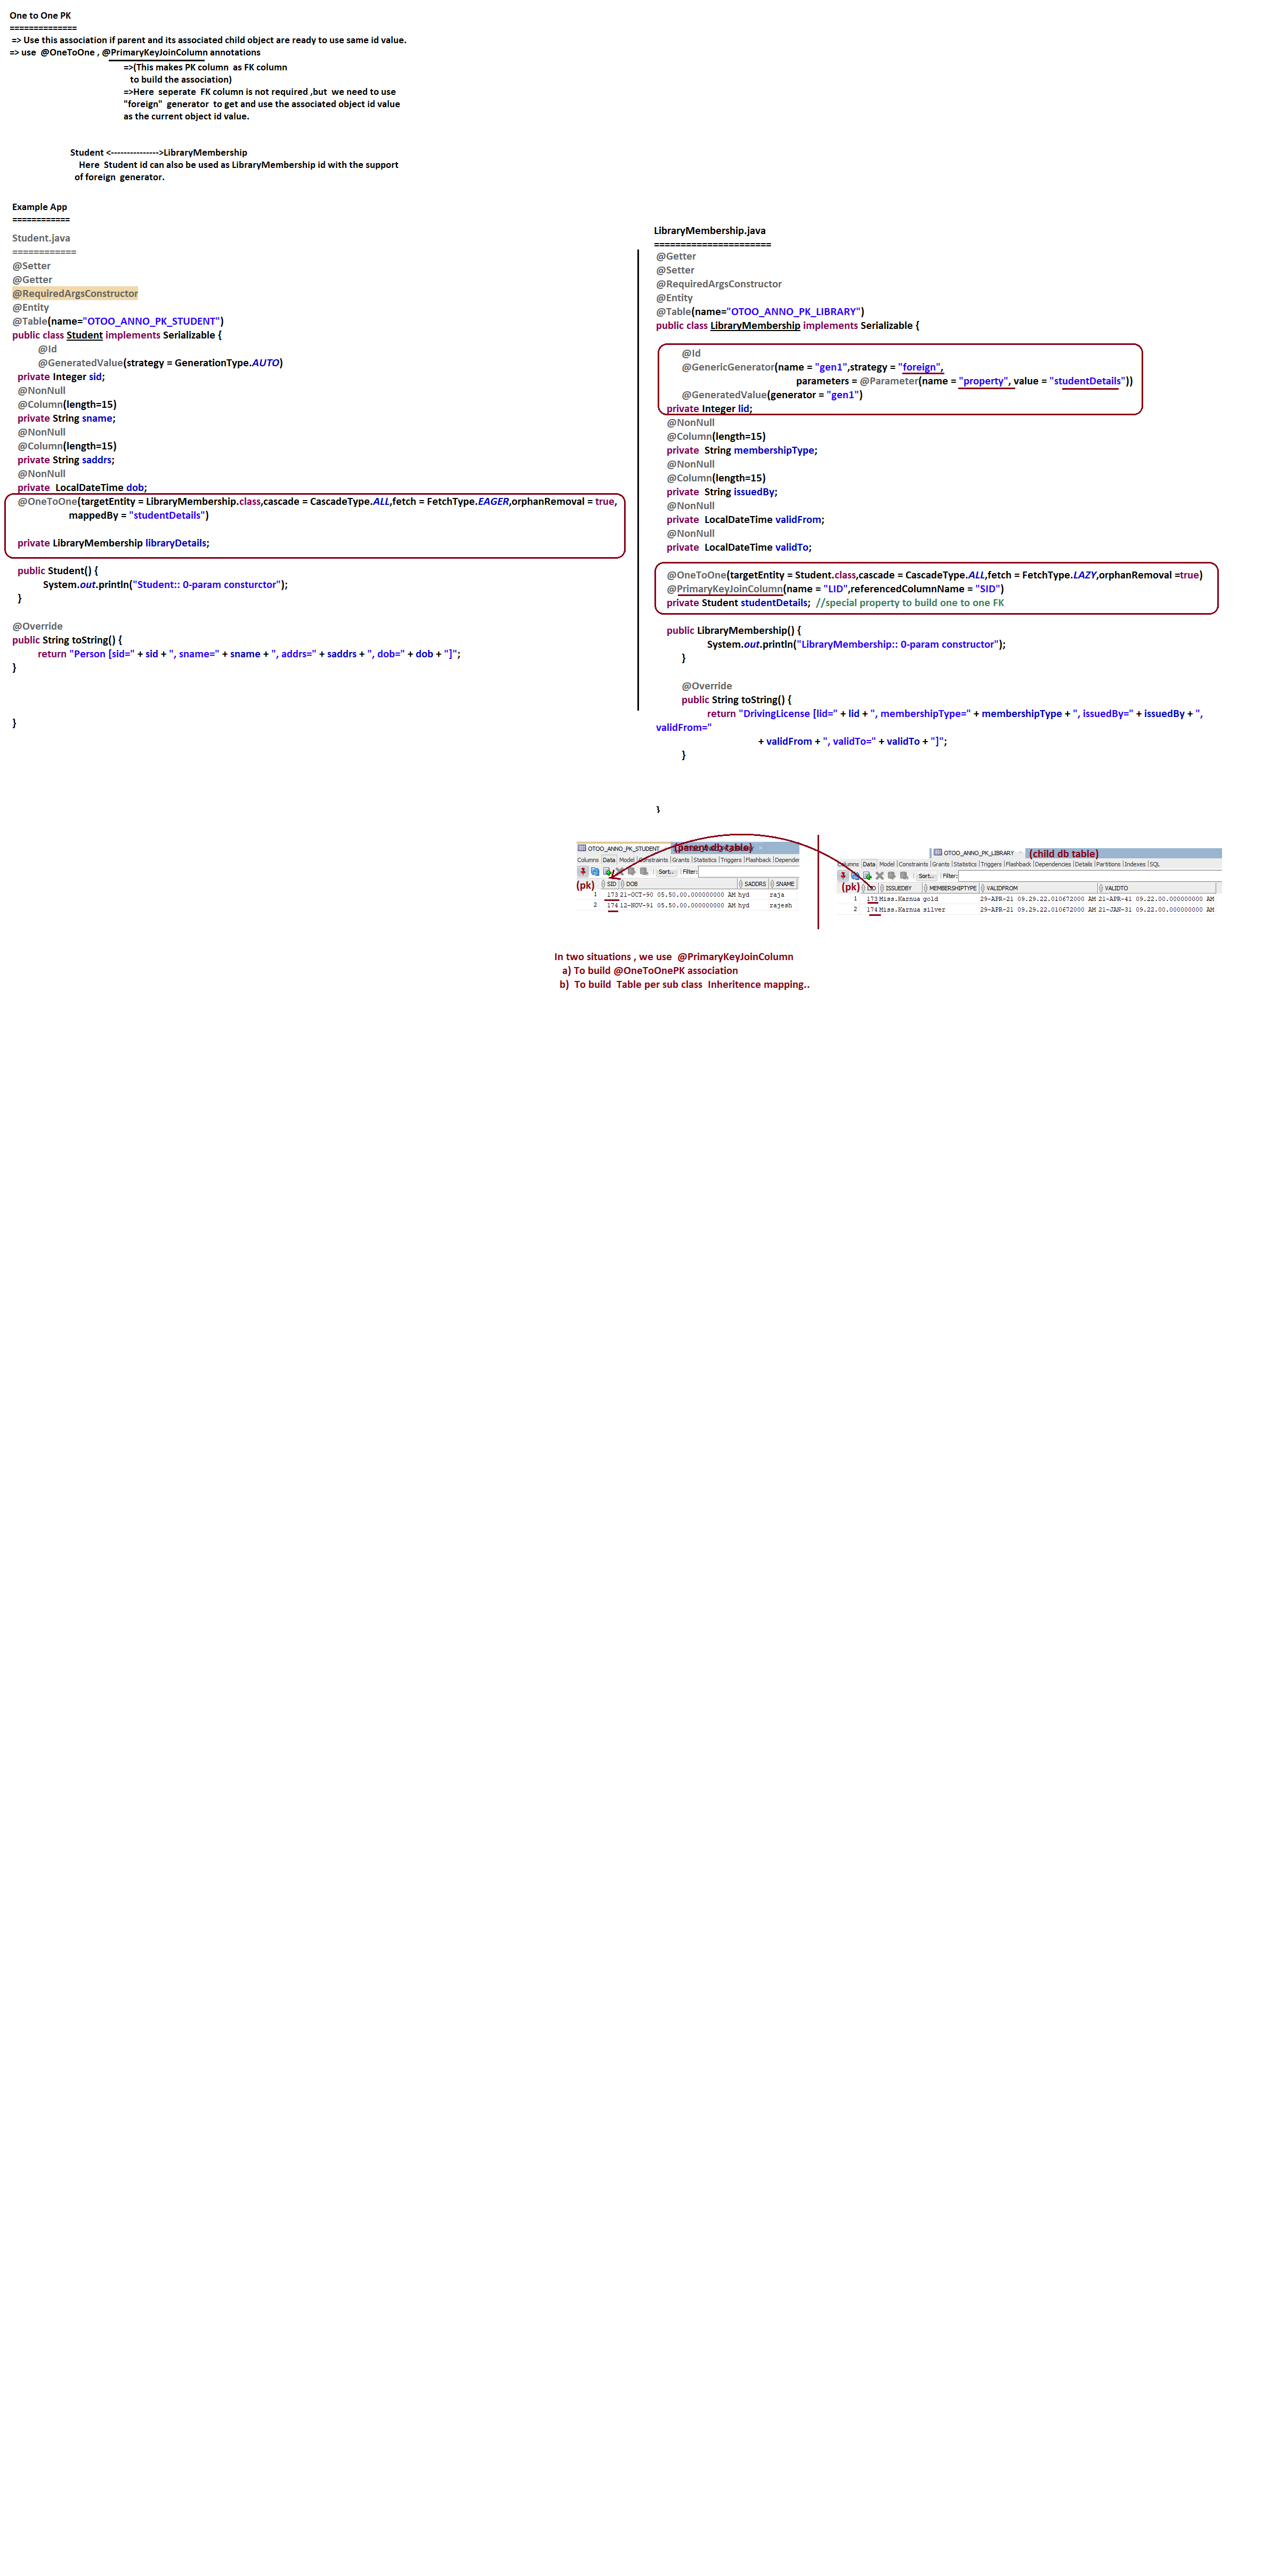 One to One PK
==============
=> Use this association if parent and its associated child object are ready to use same id value.
=> use @OneToOne , @PrimaryKeyJoinColumn annotations
=>(This makes PK column as FK column
to build the association)
=>Here seperate FK column is not required ,but we need to use
"foreign" generator to get and use the associated object id value
as the current object id value.
Student <--------------->LibraryMembership
Here Student id can also be used as LibraryMembership id with the support
of foreign generator.
Example App
============
Student.java
============
@Setter
@Getter
@RequiredArgsConstructor
@Entity
@Table(name="OTOO_ANNO_PK_STUDENT")
public class Student implements Serializable {
@Id
@GeneratedValue(strategy = GenerationType.AUTO)
private Integer sid;
@NonNull
@Column(length=15)
private String sname;
@NonNull
@Column(length=15)
private String saddrs;
@NonNull
private LocalDateTime dob;
@OneToOne(targetEntity = LibraryMembership.class,cascade = CascadeType.ALL,fetch = FetchType.EAGER,orphanRemoval = true,
mappedBy = "studentDetails")
private LibraryMembership libraryDetails;
public Student() {
System.out.println("Student:: 0-param consturctor");
}
@Override
public String toString() {
return "Person [sid=" + sid + ", sname=" + sname + ", addrs=" + saddrs + ", dob=" + dob + "]";
}
}
LibraryMembership.java
======================
@Getter
@Setter
@RequiredArgsConstructor
@Entity
@Table(name="OTOO_ANNO_PK_LIBRARY")
public class LibraryMembership implements Serializable {
@Id
@GenericGenerator(name = "gen1",strategy = "foreign",
parameters = @Parameter(name = "property", value = "studentDetails"))
@GeneratedValue(generator = "gen1")
private Integer lid;
@NonNull
@Column(length=15)
private String membershipType;
@NonNull
@Column(length=15)
private String issuedBy;
@NonNull
private LocalDateTime validFrom;
@NonNull
private LocalDateTime validTo;
@OneToOne(targetEntity = Student.class,cascade = CascadeType.ALL,fetch = FetchType.LAZY,orphanRemoval =true)
@PrimaryKeyJoinColumn(name = "LID",referencedColumnName = "SID")
private Student studentDetails; //special property to build one to one FK
public LibraryMembership() {
System.out.println("LibraryMembership:: 0-param constructor");
}
@Override
public String toString() {
return "DrivingLicense [lid=" + lid + ", membershipType=" + membershipType + ", issuedBy=" + issuedBy + ",
validFrom="
+ validFrom + ", validTo=" + validTo + "]";
}
}
OTOO_ANNO_PK_STUDENT (parent db table)
Columns Data Model Constraints Grants Statistics Triggers Flashback Depender
Sort.. Filter:
(pk) SID DOB SADDRS SNAME
1 173 21-OCT-90 05.50.00.000000000 AM hyd raja
2 174 12-NOV-91 05.50.00.000000000 AM hyd rajesh
OTOO_ANNO_PK_LIBRARY (child db table)
Columns Data Model Constraints Grants Statistics Triggers Flashback Dependencies Details Partitions Indexes SQL
Sort.. Filter:
(pk) LID ISSUEDBY MEMBERSHIPTYPE VALIDFROM VALIDTO
1 173 Miss.Karnua gold 29-APR-21 09.29.22.010672000 AM 21-APR-41 09.22.00.000000000 AM
2 174 Miss.Karnua silver 29-APR-21 09.29.22.010672000 AM 21-JAN-31 09.22.00.000000000 AM
In two situations , we use @PrimaryKeyJoinColumn
a) To build @OneToOnePK association
b) To build Table per sub class Inheritence mapping..